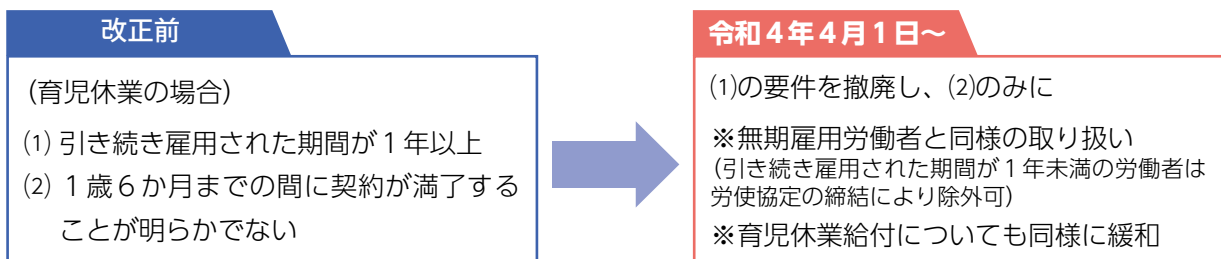 改正前
(育児休業の場合)
⑴ 引き続き雇用された期間が1年以上
⑵ 1歳6か月までの間に契約が満了する
ことが明らかでない
令和4年4月1日~
⑴の要件を撤廃し、⑵のみに
※無期雇用労働者と同様の取り扱い
(引き続き雇用された期間が1年未満の労働者は
労使協定の締結により除外可)
※育児休業給付についても同様に緩和